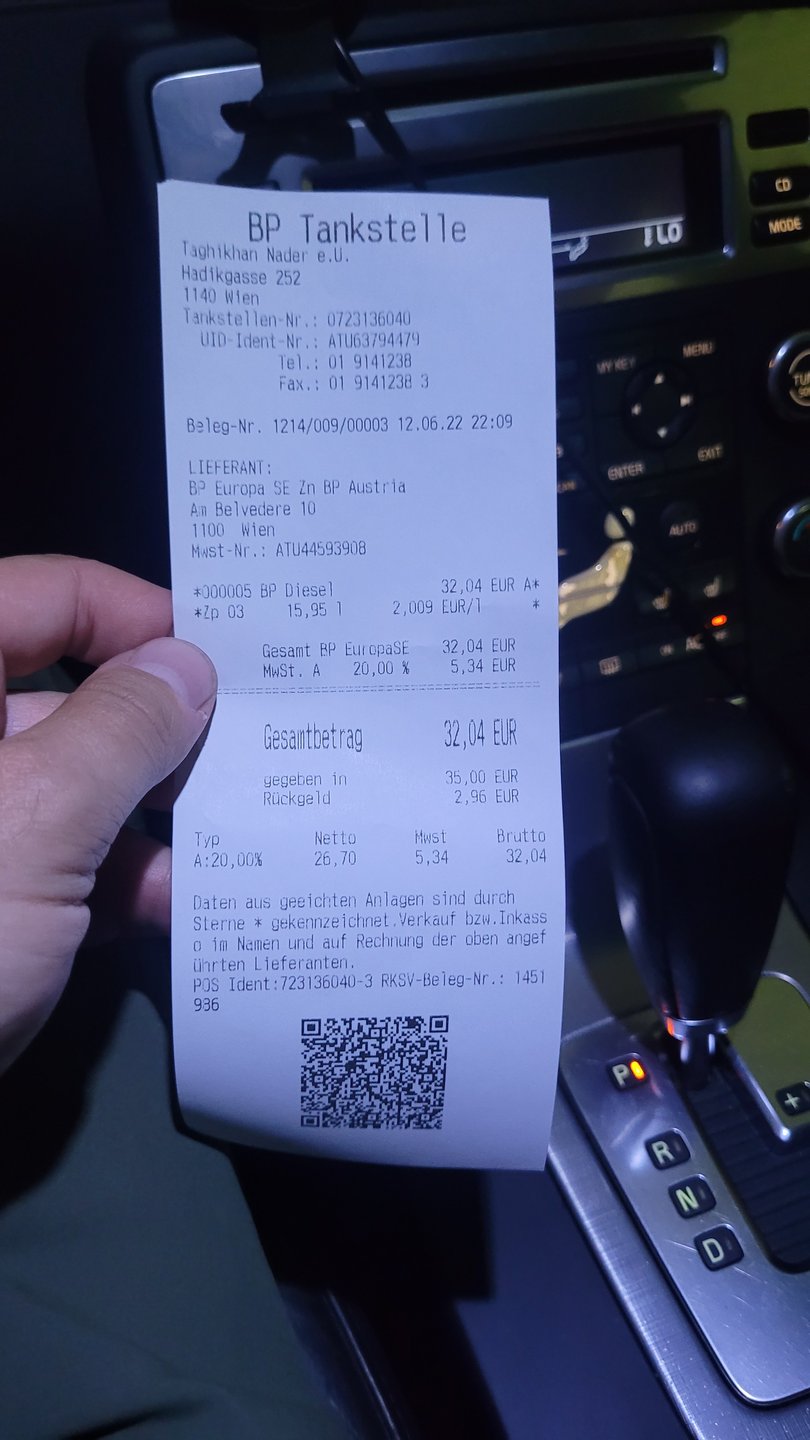 BP Tankstelle
Taghikhan Nader e.U.
Hadikgasse 252
1140 Wien
Tankstellen-Nr.: 0723136040
UID-Ident-Nr.: ATU63794479
Tel.: 01 9141238
Fax.: 01 9141238 3
Beleg-Nr. 1214/009/00003 12.06.22 22:09
LIEFERANT:
BP Europa SE Zn BP Austria
Am Belvedere 10
1100 Wien
Mwst-Nr.: ATU44593908
*000005 BP Diesel 32,04 EUR A*
*Zp 03 15,95 l 2,009 EUR/l *
Gesamt BP EuropaSE 32,04 EUR
MwSt. A 20,00 % 5,34 EUR
Gesamtbetrag 32,04 EUR
gegeben in 35,00 EUR
Rückgeld 2,96 EUR
Typ Netto Mwst Brutto
A:20,00% 26,70 5,34 32,04
Daten aus geeichten Anlagen sind durch
Sterne * gekennzeichnet.Verkauf bzw.Inkass
o im Namen und auf Rechnung der oben angef
ührten Lieferanten.
POS Ident:723136040-3 RKSV-Beleg-Nr.: 1451
936
CD
MODE
MY KEY
MENU
ENTER
EXIT
AUTO
P
R
N
D
+